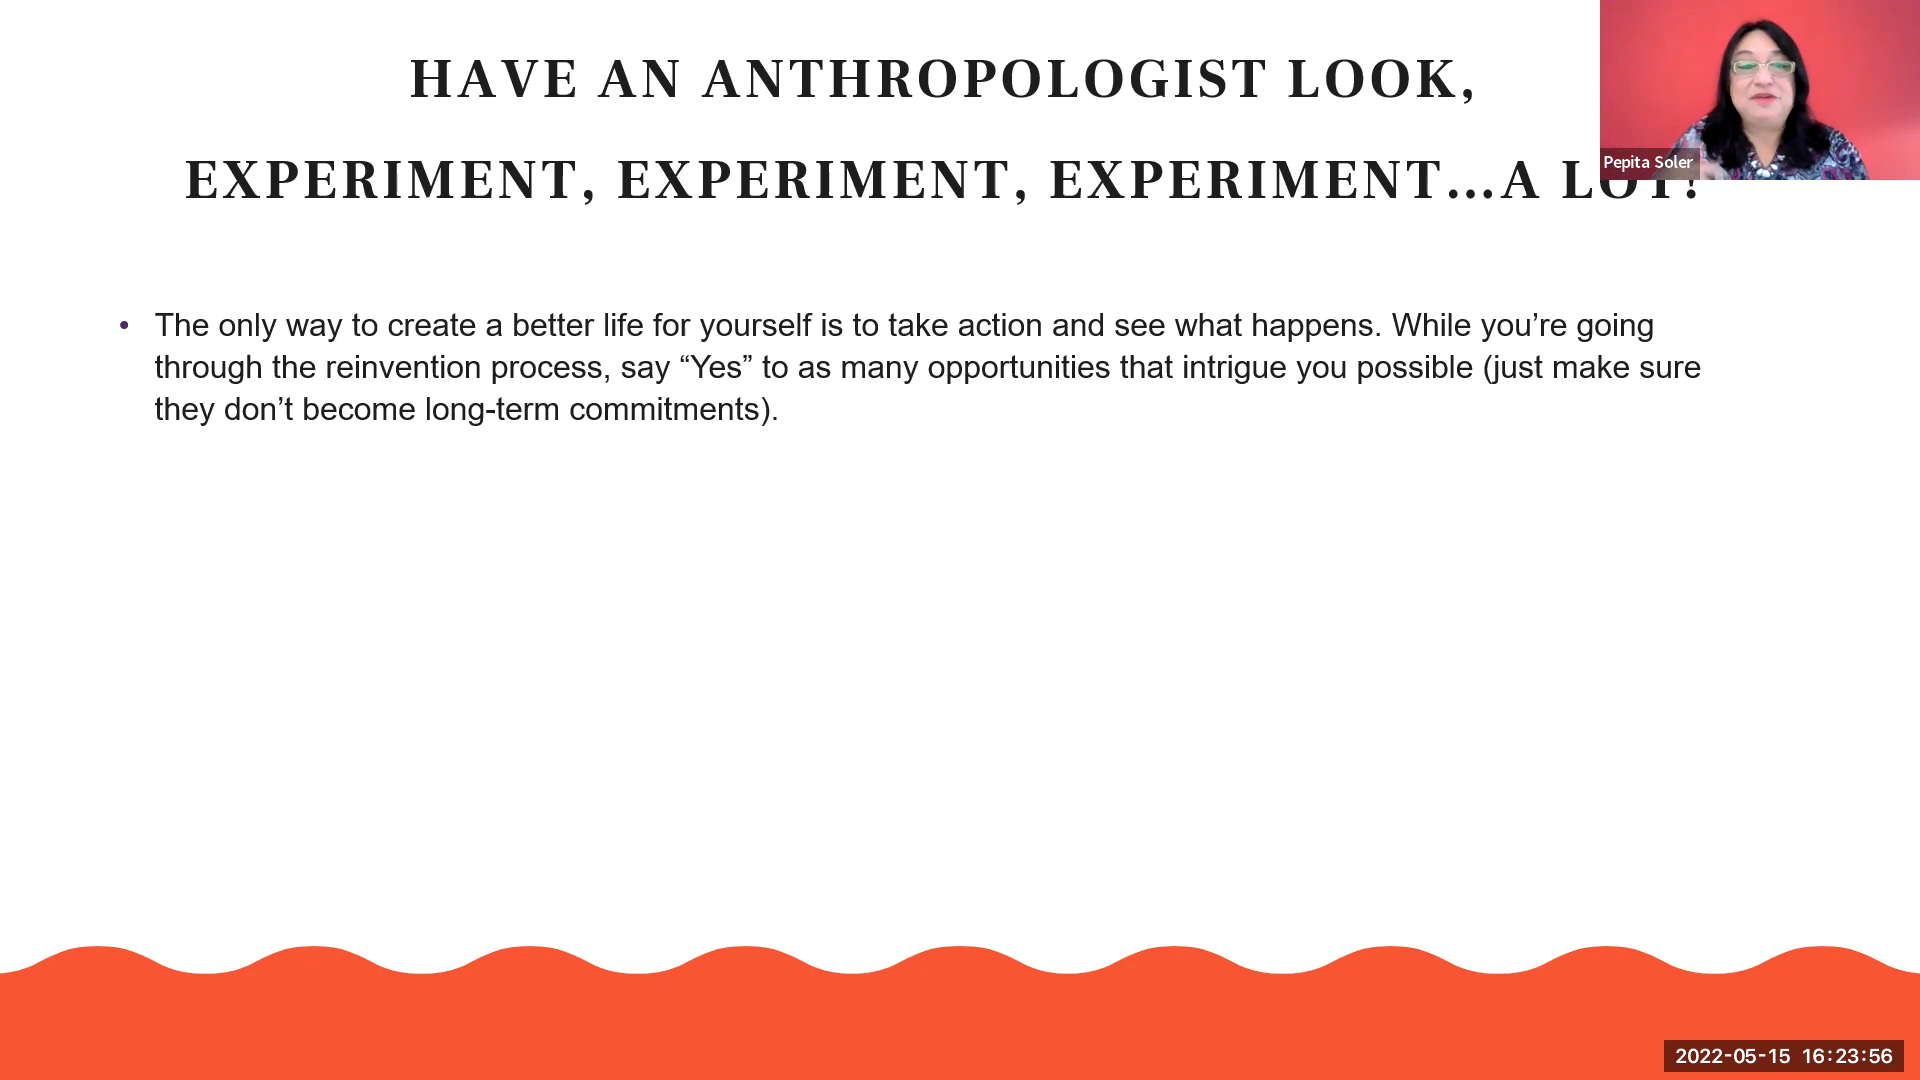 HAVE AN ANTHROPOLOGIST LOOK,
EXPERIMENT, EXPERIMENT, EXPERIMENT...A LOT!
Pepita Soler
• The only way to create a better life for yourself is to take action and see what happens. While you’re going
through the reinvention process, say “Yes” to as many opportunities that intrigue you possible (just make sure
they don’t become long-term commitments).
2022-05-15 16:23:56